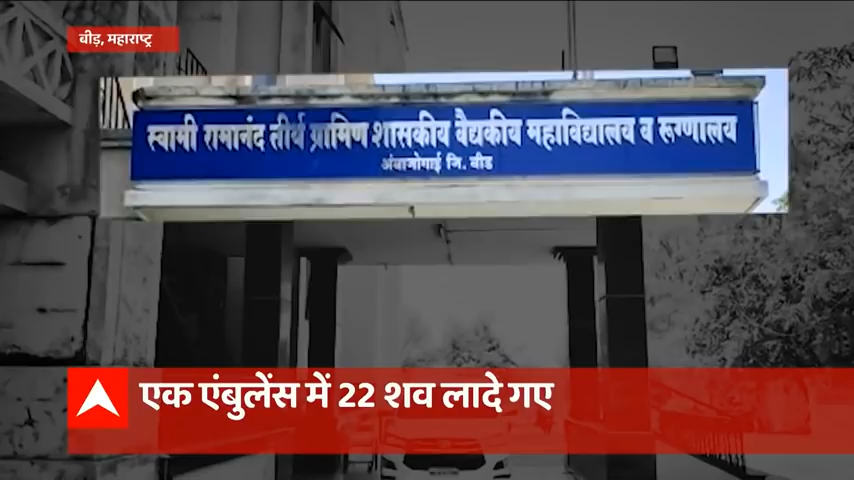 बीड़, महाराष्ट्र
स्वामी रामानंद तीर्थ ग्रामिण शासकीय वैद्यकीय महाविद्यालय व रूग्णालय
अंबाजोगाई जि. बीड
एक एंबुलेंस में 22 शव लादे गए